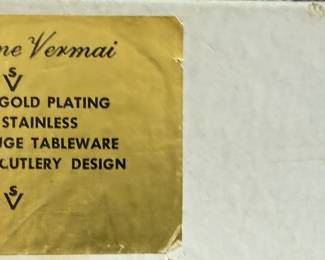 ne Vermai
S
V
GOLD PLATING
STAINLESS
UGE TABLEWARE
CUTLERY DESIGN
S
V